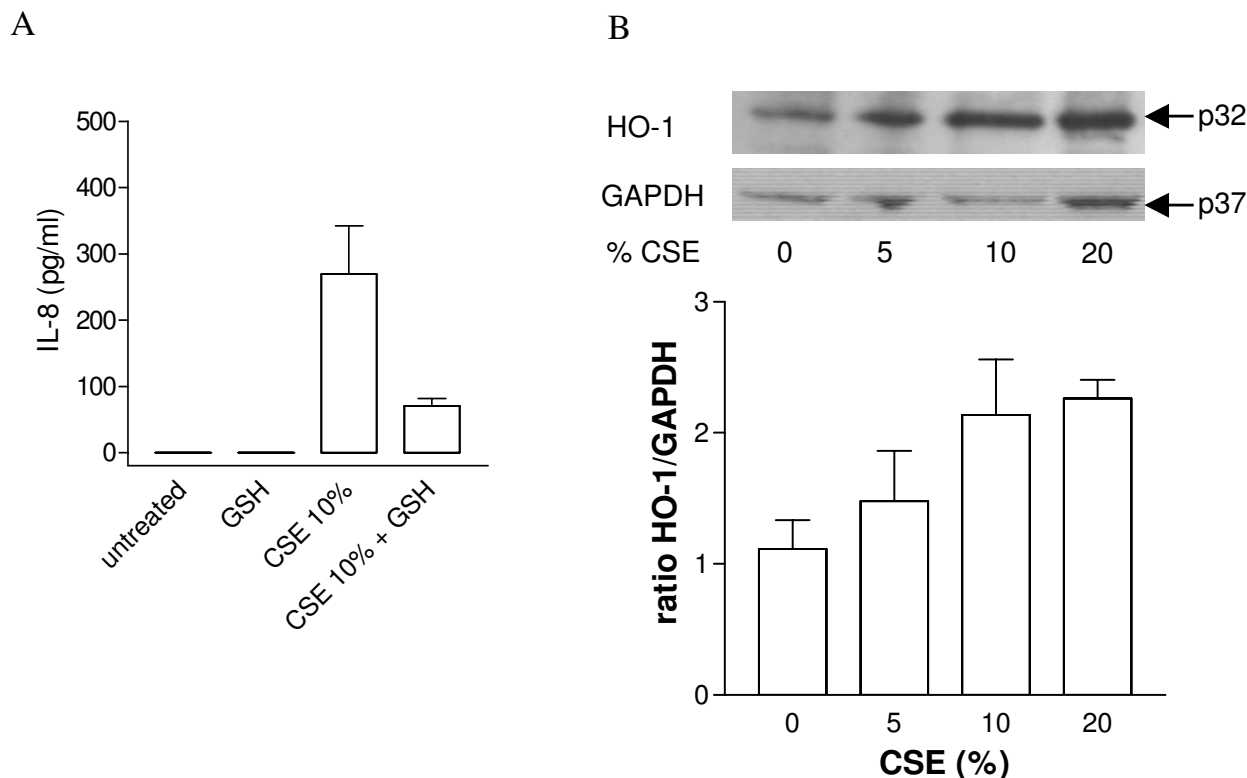 A
500
400
300
200
100
0
IL-8 (pg/ml)
untreated
GSH
CSE 10%
CSE 10% + GSH
B
HO-1
p32
GAPDH
p37
% CSE 0 5 10 20
3
2
1
0
ratio HO-1/GAPDH
0 5 10 20
CSE (%)